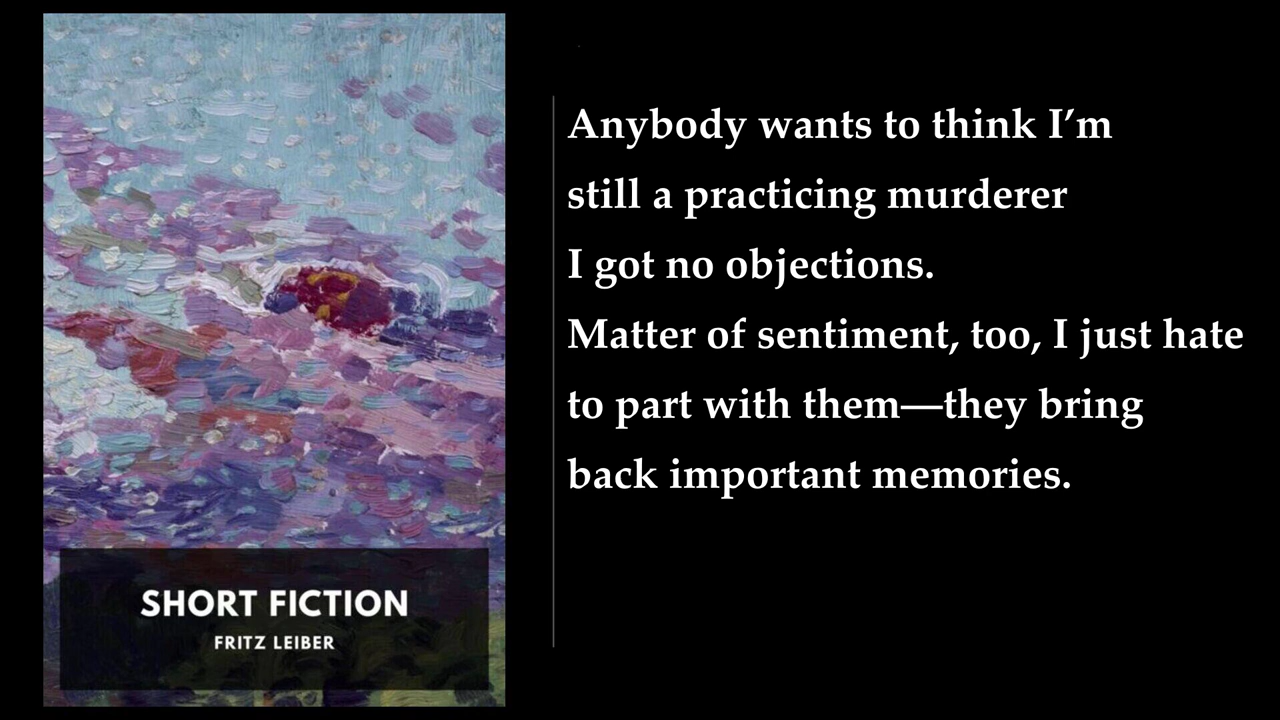 Anybody wants to think I’m
still a practicing murderer
I got no objections.
Matter of sentiment, too, I just hate
to part with them—they bring
back important memories.
SHORT FICTION
FRITZ LEIBER